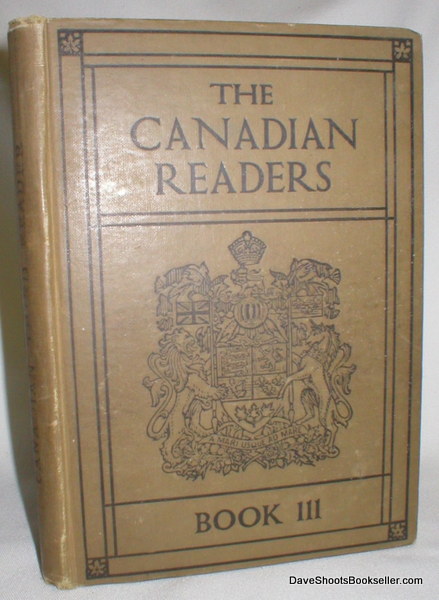 THE
CANADIAN
READERS
BOOK III
DaveShootsBookseller.com